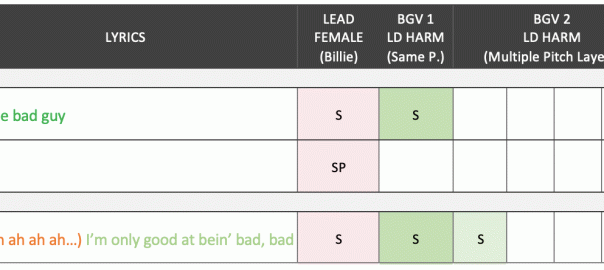 LYRICS
LEAD
FEMALE
(Billie)
BGV 1
LD HARM
(Same P.)
BGV 2
LD HARM
(Multiple Pitch Laye
e bad guy
S
S
SP
ah ah ah…) I’m only good at bein’ bad, bad
S
S
S